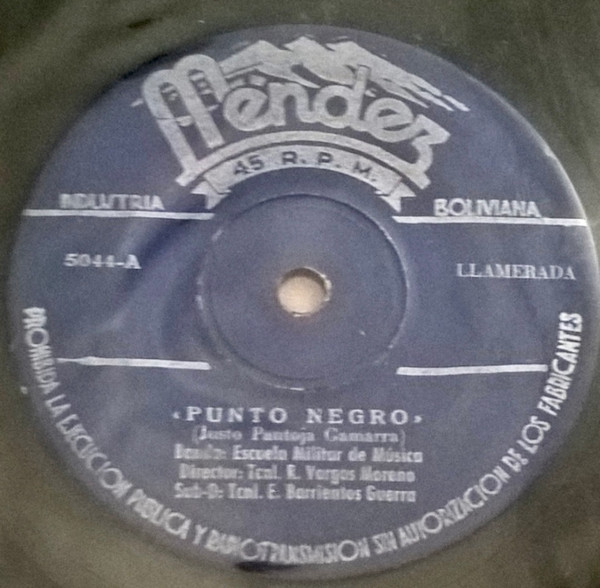 Méndez
45 R. P. M.
INDUSTRIA BOLIVIANA
5044-A LLAMERADA
«PUNTO NEGRO»
(Justo Pantoja Gamarra)
Banda: Escuela Militar de Música
Director: Tcnl. R. Vargas Moreno
Sub-D: Tcnl. E. Barrientos Guerra
PROHIBIDA LA EJECUCION PUBLICA Y RADIOTRANSMISION SIN AUTORIZACION DE LOS FABRICANTES